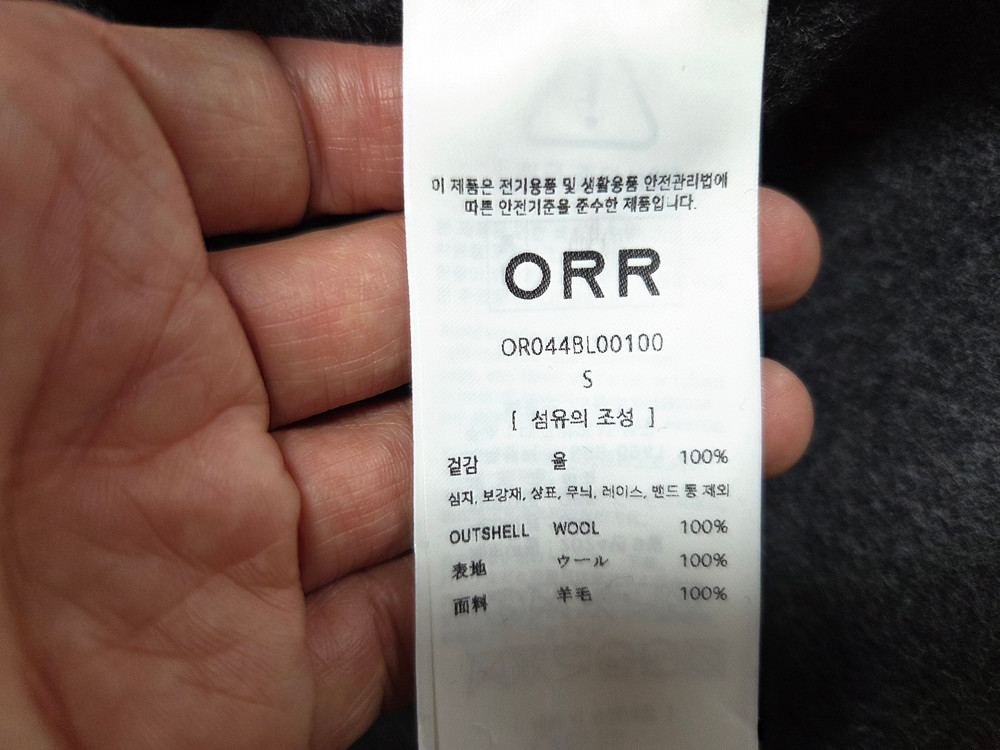 이 제품은 전기용품 및 생활용품 안전관리법에
따른 안전기준을 준수한 제품입니다.
ORR
OR044BL00100
S
[ 섬유의 조성 ]
겉감 울 100%
심지, 보강재, 상표, 무늬, 레이스, 밴드 등 제외
OUTSHELL WOOL 100%
表地 ウール 100%
面料 羊毛 100%